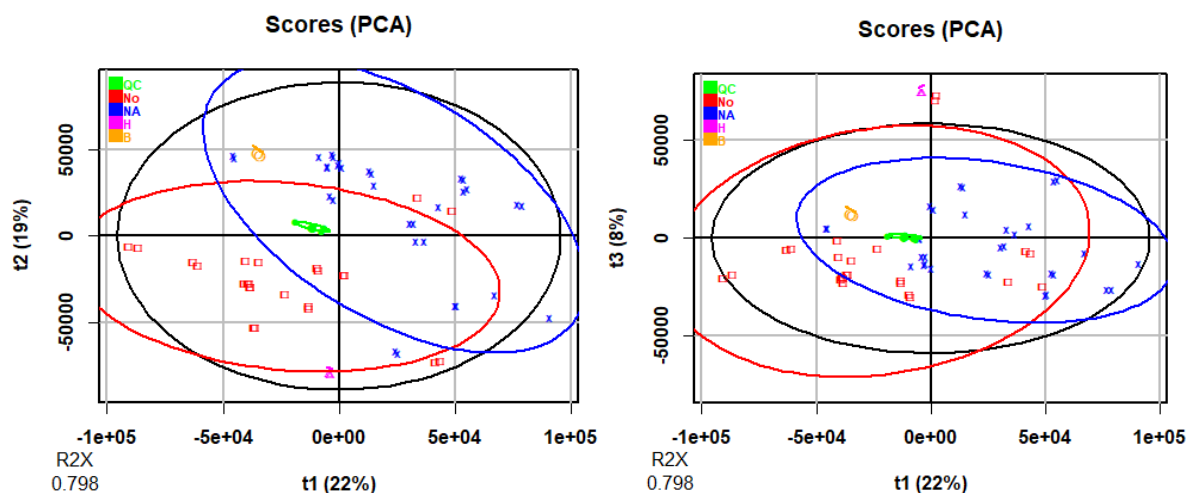 Scores (PCA)
QC
No
NA
H
B
t2 (19%)
50000
0
-50000
-1e+05 -5e+04 0e+00 5e+04 1e+05
R2X
0.798
t1 (22%)
Scores (PCA)
QC
No
NA
H
B
t3 (8%)
50000
0
-50000
-1e+05 -5e+04 0e+00 5e+04 1e+05
R2X
0.798
t1 (22%)